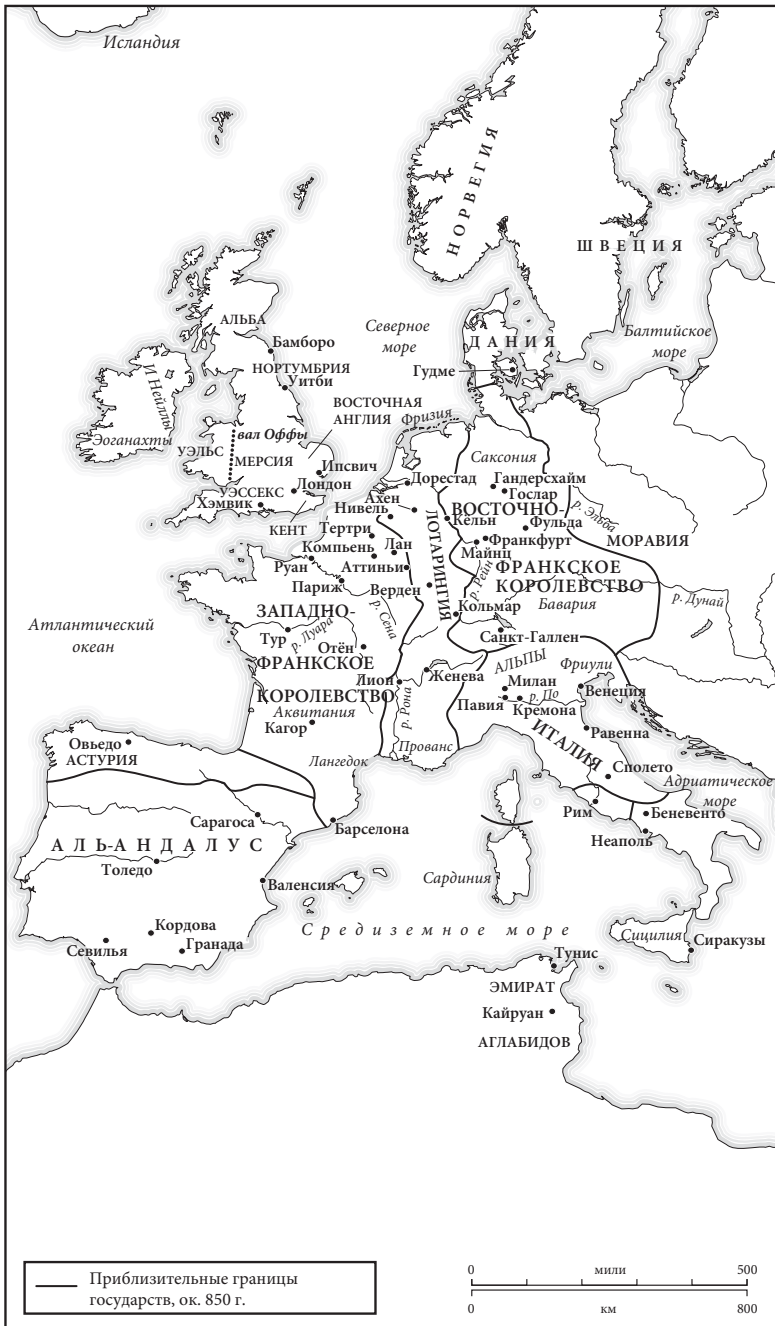 Исландия
НОРВЕГИЯ
ШВЕЦИЯ
АЛЬБА
Северное
море
Балтийское
море
Бамборо
ДАНИЯ
НОРТУМБРИЯ
Уитби
Гудме
И Нейллы
ВОСТОЧНАЯ
АНГЛИЯ
Фризия
Эоганахты
вал Оффы
Саксония
УЭЛЬС
МЕРСИЯ
Ипсвич
Дорестад
Гандерсхайм
Гослар
УЭССЕКС
Лондон
Хэмвик
КЕНТ
Ахен
Нивель
Тертри
Компьень
Лан
Аттиньи
Руан
Париж
Верден
ЛОТАРИНГИЯ
Кёльн
ВОСТОЧНО-
ФРАНКСКОЕ
КОРОЛЕВСТВО
Фульда
Франкфурт
Майнц
р. Эльба
МОРАВИЯ
р. Рейн
Бавария
р. Дунай
Кольмар
Санкт-Галлен
Атлантический
океан
ЗАПАДНО-
ФРАНКСКОЕ
КОРОЛЕВСТВО
р. Сена
Тур
р. Луара
Отён
Лион
Женева
АЛЬПЫ
Фриули
Милан
Павия
р. По
Кремона
Венеция
Аквитания
Кагор
р. Рона
Прованс
Лангедок
Равенна
ИТАЛИЯ
Сполето
Адриатическое
море
Овьедо
АСТУРИЯ
Рим
Беневенто
Неаполь
Сарагоса
Барселона
АЛЬ-АНДАЛУС
Толедо
Валенсия
Сардиния
Кордова
Севилья
Гранада
Средиземное море
Сицилия
Сиракузы
Тунис
ЭМИРАТ
Кайруан
АГЛАБИДОВ
Приблизительные границы
государств, ок. 850 г.
0 мили 500
0 км 800